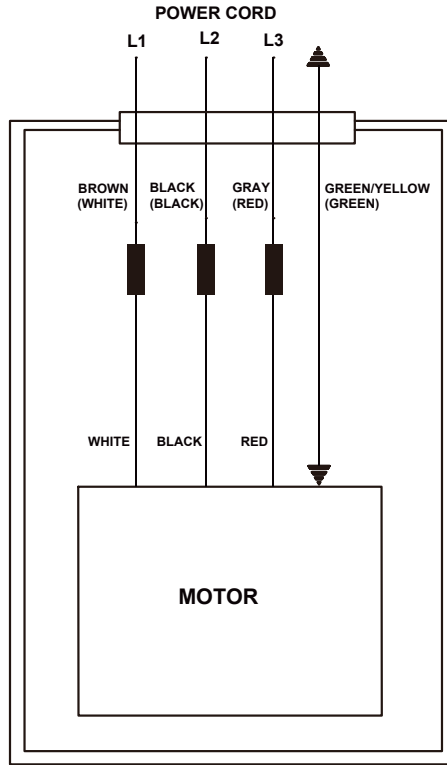 POWER CORD
L1 L2 L3
BROWN BLACK GRAY GREEN/YELLOW
(WHITE) (BLACK) (RED) (GREEN)
WHITE BLACK RED
MOTOR